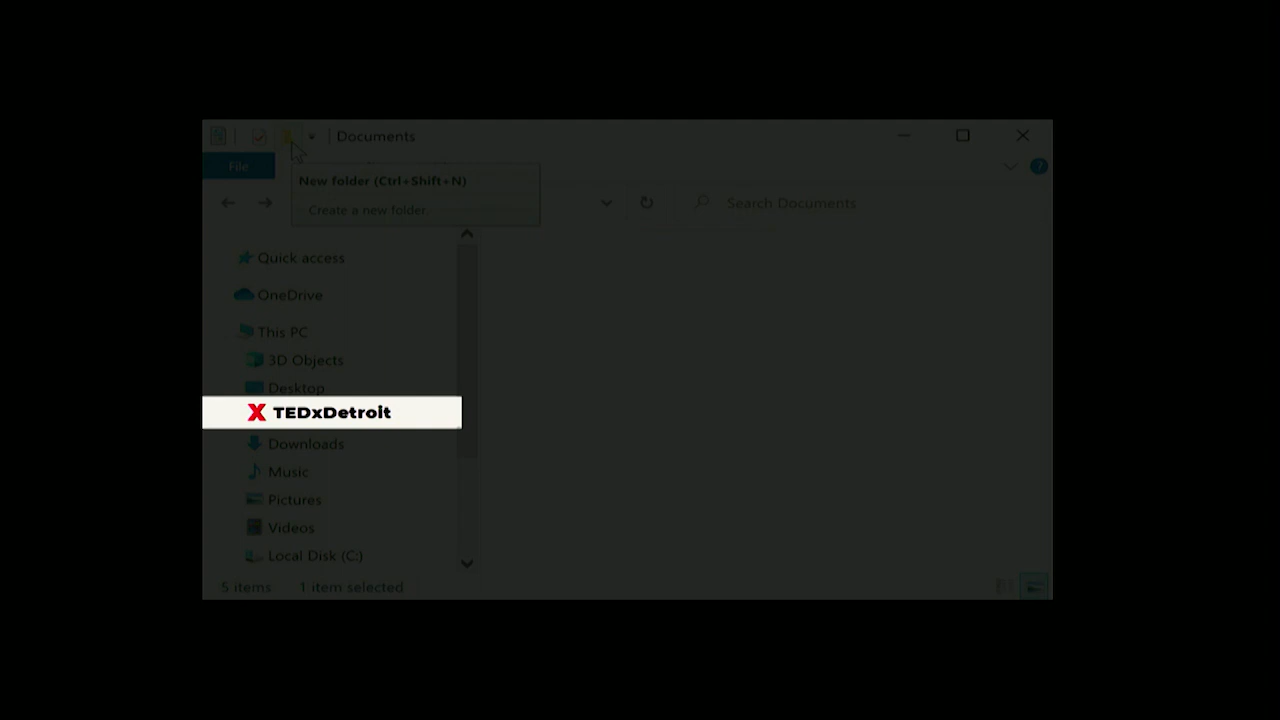 Documents
File
New folder (Ctrl+Shift+N)
Create a new folder.
Search Documents
Quick access
OneDrive
This PC
3D Objects
Desktop
X TEDxDetroit
Downloads
Music
Pictures
Videos
Local Disk (C:)
5 items 1 item selected